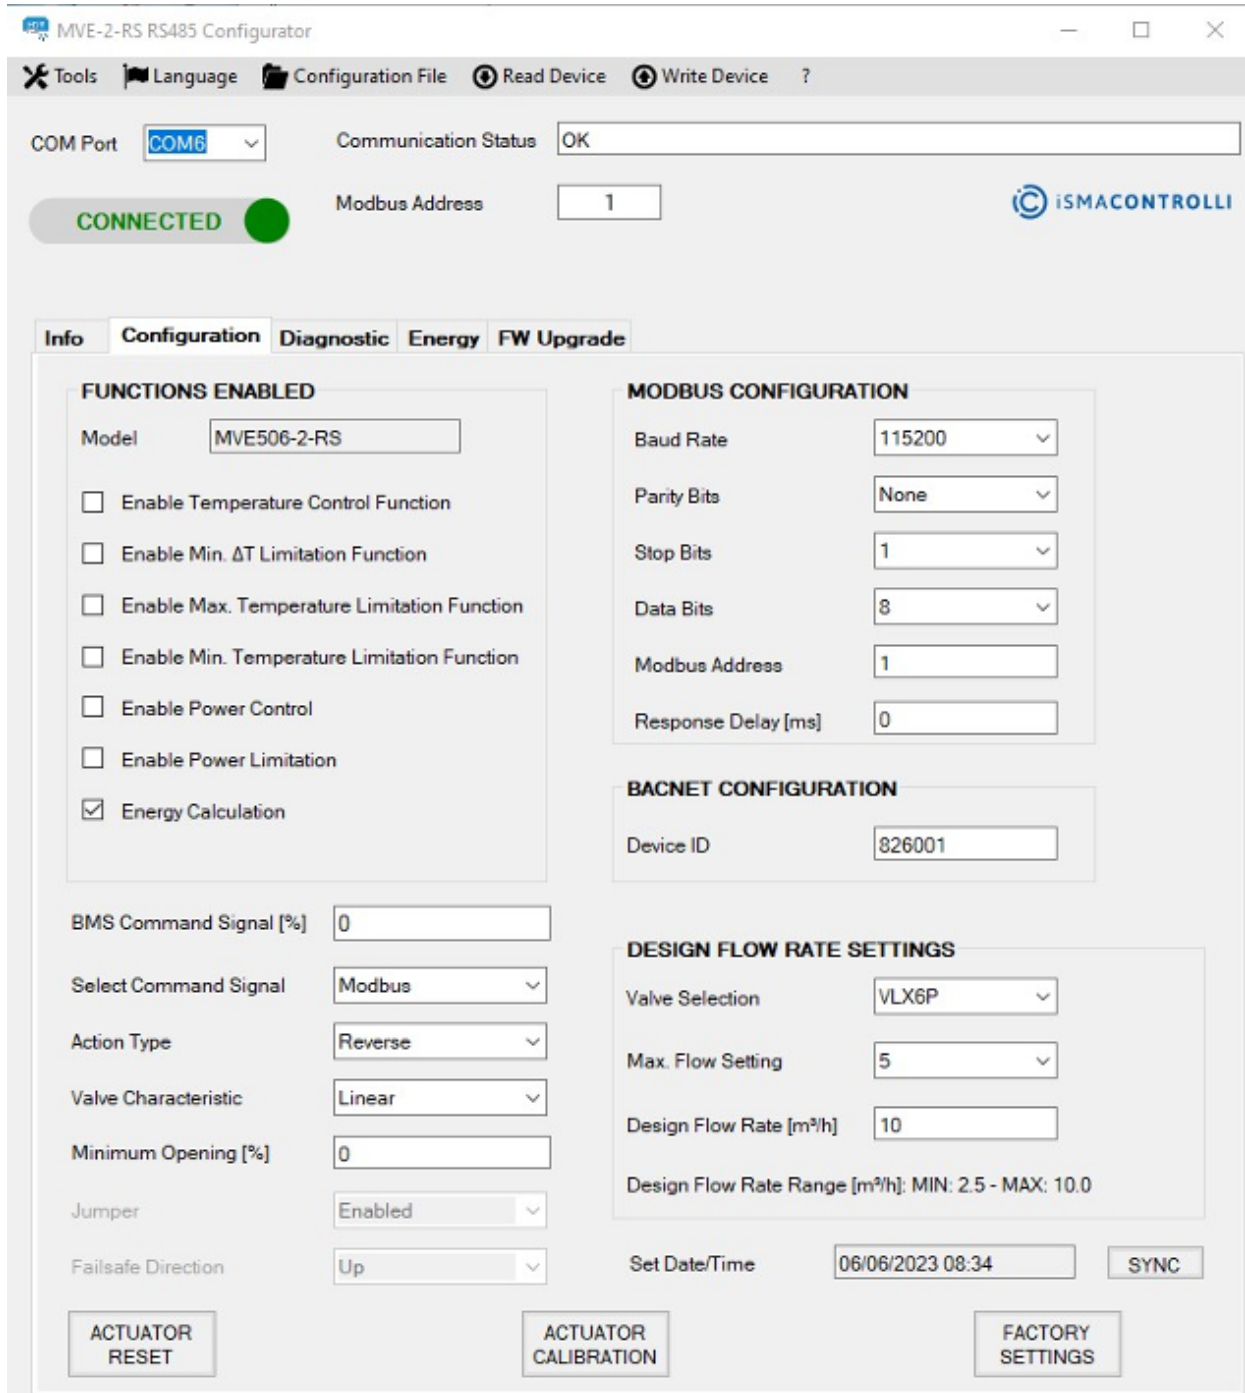 MVE-2-RS RS485 Configurator
Tools Language Configuration File Read Device Write Device ?
COM Port COM6 Communication Status OK
CONNECTED Modbus Address 1 iSMACONTROLLI
Info Configuration Diagnostic Energy FW Upgrade
FUNCTIONS ENABLED
Model MVE506-2-RS
Enable Temperature Control Function
Enable Min. ΔT Limitation Function
Enable Max. Temperature Limitation Function
Enable Min. Temperature Limitation Function
Enable Power Control
Enable Power Limitation
Energy Calculation
BMS Command Signal [%] 0
Select Command Signal Modbus
Action Type Reverse
Valve Characteristic Linear
Minimum Opening [%] 0
Jumper Enabled
Failsafe Direction Up
MODBUS CONFIGURATION
Baud Rate 115200
Parity Bits None
Stop Bits 1
Data Bits 8
Modbus Address 1
Response Delay [ms] 0
BACNET CONFIGURATION
Device ID 826001
DESIGN FLOW RATE SETTINGS
Valve Selection VLX6P
Max. Flow Setting 5
Design Flow Rate [m³/h] 10
Design Flow Rate Range [m³/h]: MIN: 2.5 - MAX: 10.0
Set Date/Time 06/06/2023 08:34 SYNC
ACTUATOR
RESET
ACTUATOR
CALIBRATION
FACTORY
SETTINGS